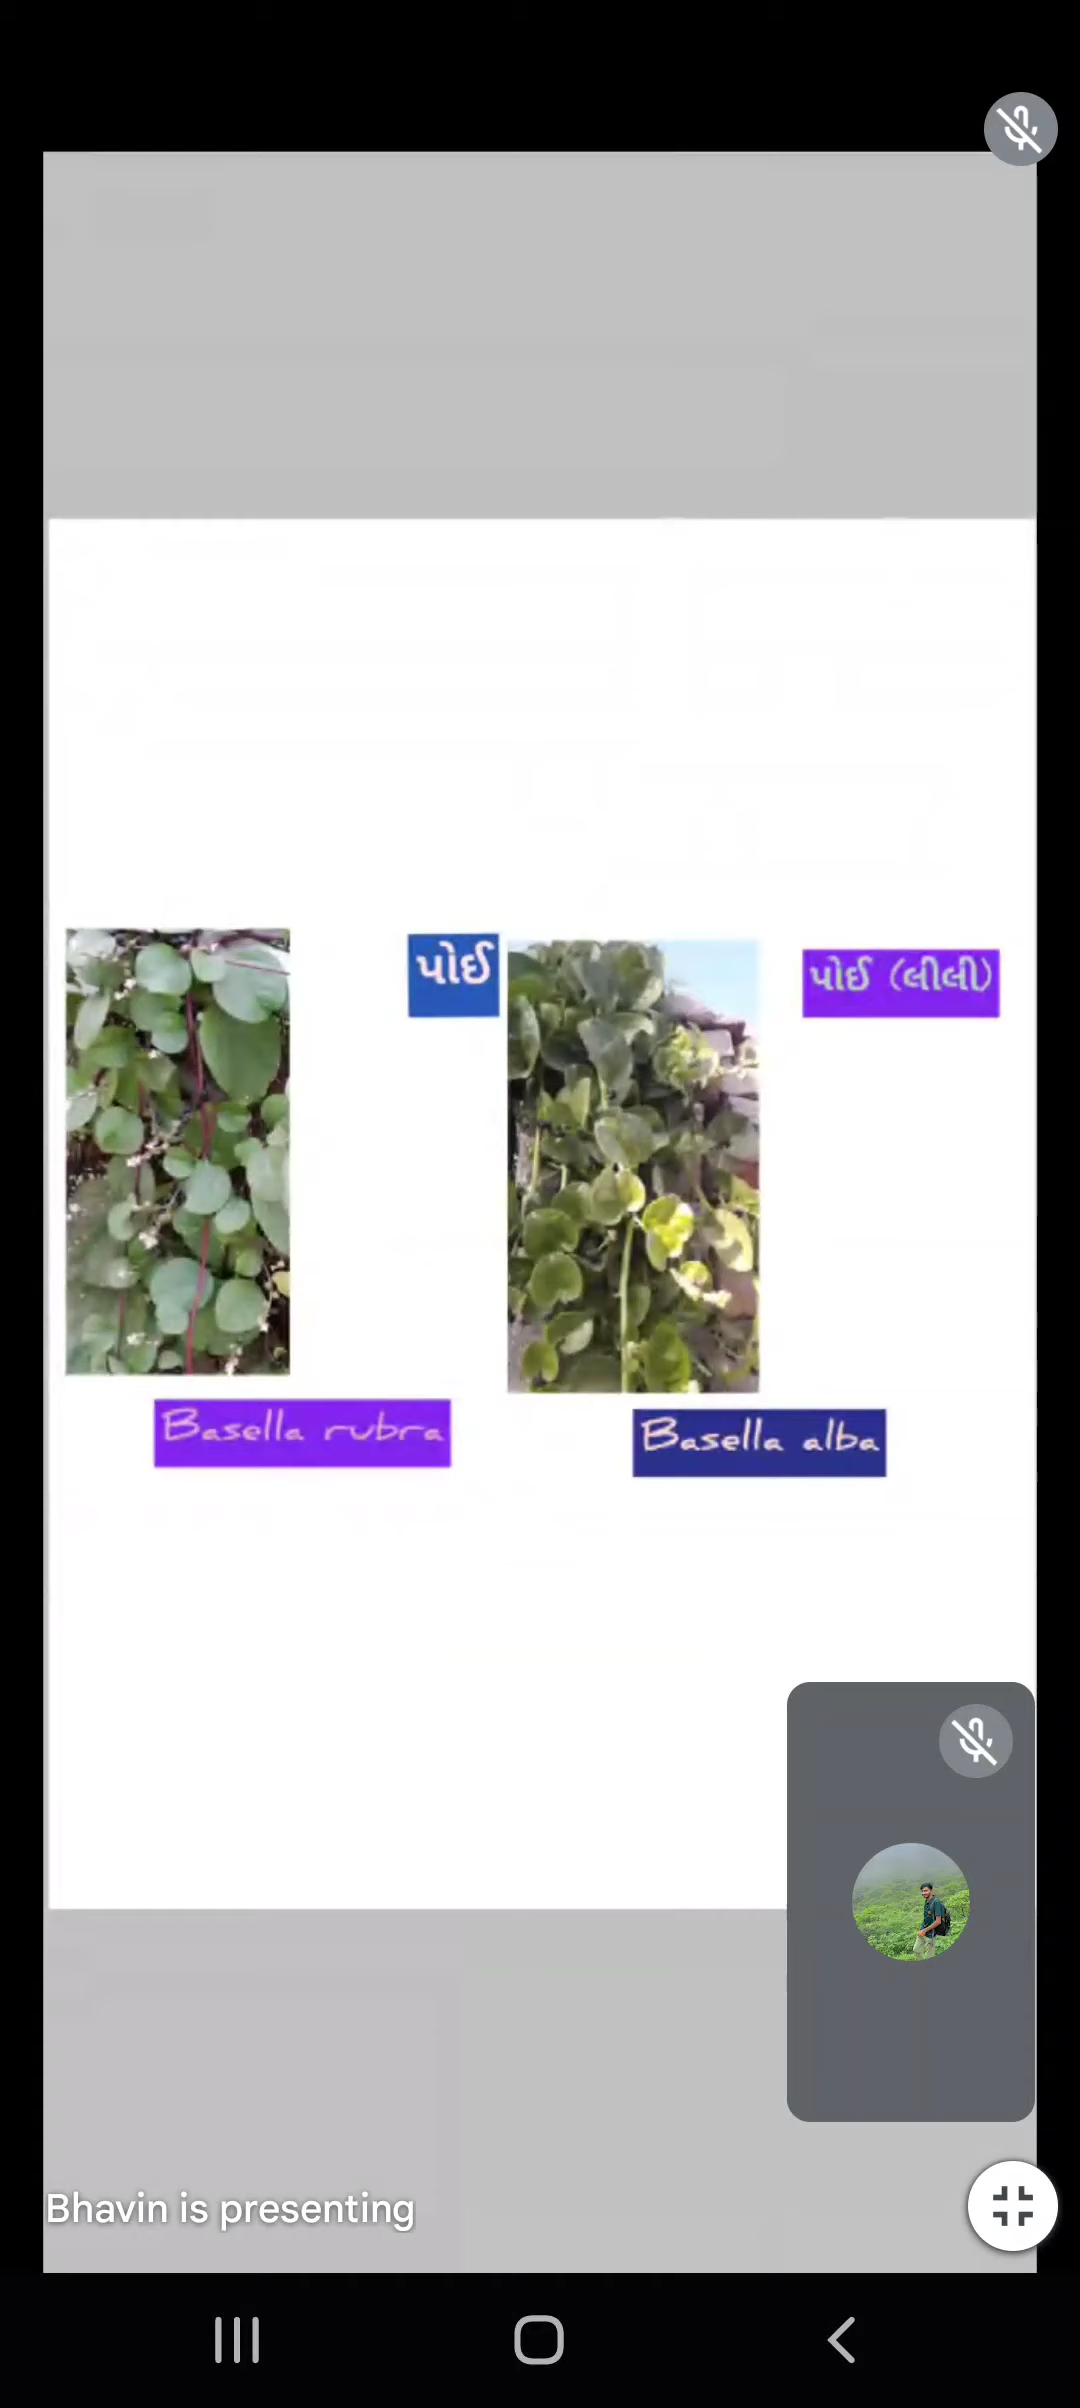 પોઈ
પોઈ (લીલી)
Basella rubra
Basella alba
Bhavin is presenting